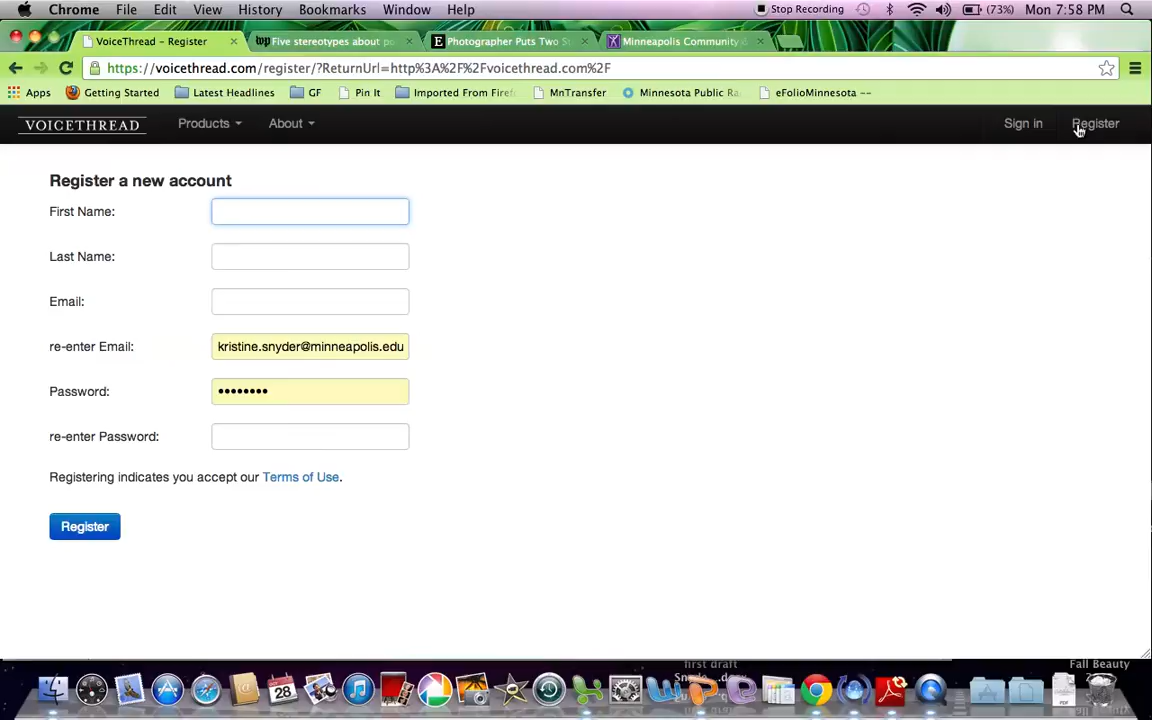 Chrome File Edit View History Bookmarks Window Help Stop Recording (73%) Mon 7:58 PM
VoiceThread – Register Five stereotypes about po Photographer Puts Two S Minneapolis Community
https://voicethread.com/register/?ReturnUrl=http%3A%2F%2Fvoicethread.com%2F
Apps Getting Started Latest Headlines GF Pin It Imported From Firef MnTransfer Minnesota Public Ra eFolioMinnesota --
VOICETHREAD Products About Sign in Register
Register a new account
First Name:
Last Name:
Email:
re-enter Email: kristine.snyder@minneapolis.edu
Password: ••••••••
re-enter Password:
Registering indicates you accept our Terms of Use.
Register
first draft
Fall Beauty
28